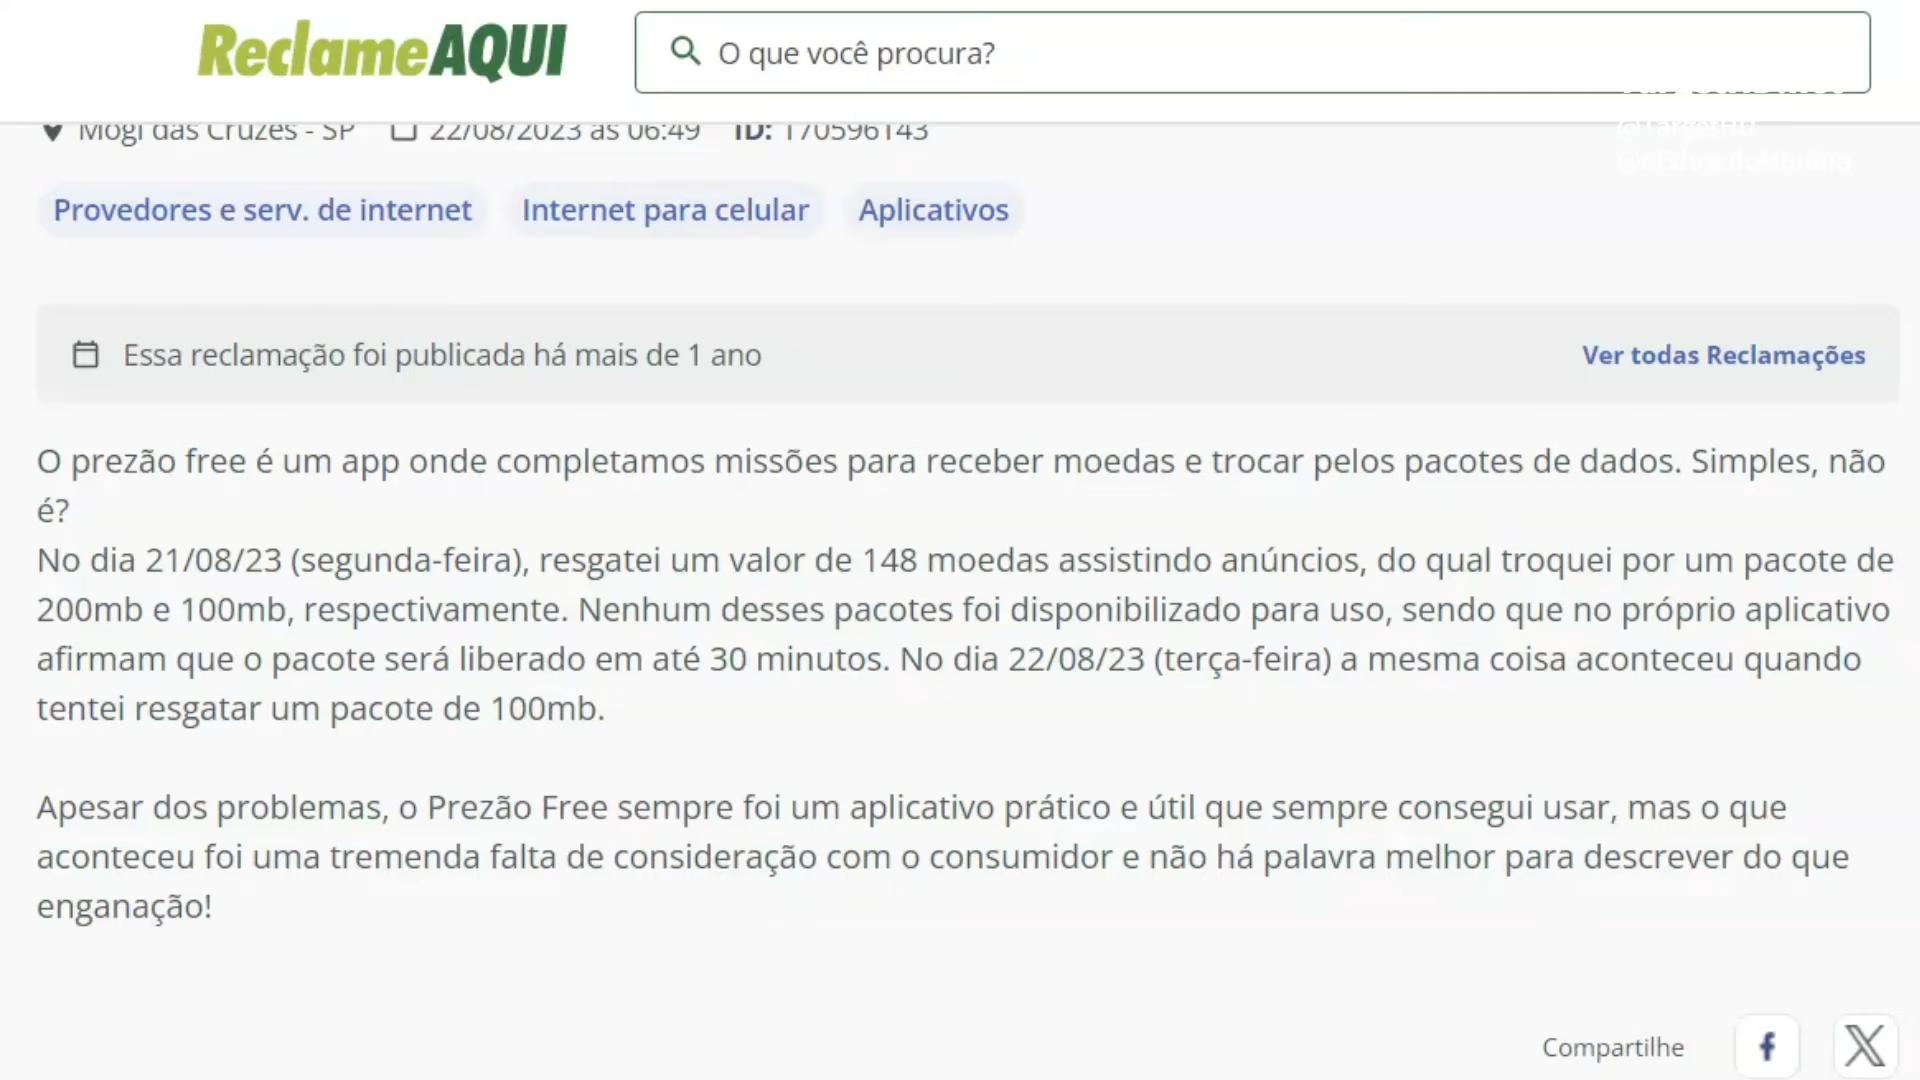 ReclameAQUI
O que você procura?
Mogi das Cruzes - SP 22/08/2023 às 06:49 ID: 170596143
@TargetHD
Provedores e serv. de internet Internet para celular Aplicativos
Essa reclamação foi publicada há mais de 1 ano Ver todas Reclamações
O prezão free é um app onde completamos missões para receber moedas e trocar pelos pacotes de dados. Simples, não
é?
No dia 21/08/23 (segunda-feira), resgatei um valor de 148 moedas assistindo anúncios, do qual troquei por um pacote de
200mb e 100mb, respectivamente. Nenhum desses pacotes foi disponibilizado para uso, sendo que no próprio aplicativo
afirmam que o pacote será liberado em até 30 minutos. No dia 22/08/23 (terça-feira) a mesma coisa aconteceu quando
tentei resgatar um pacote de 100mb.
Apesar dos problemas, o Prezão Free sempre foi um aplicativo prático e útil que sempre consegui usar, mas o que
aconteceu foi uma tremenda falta de consideração com o consumidor e não há palavra melhor para descrever do que
enganação!
Compartilhe